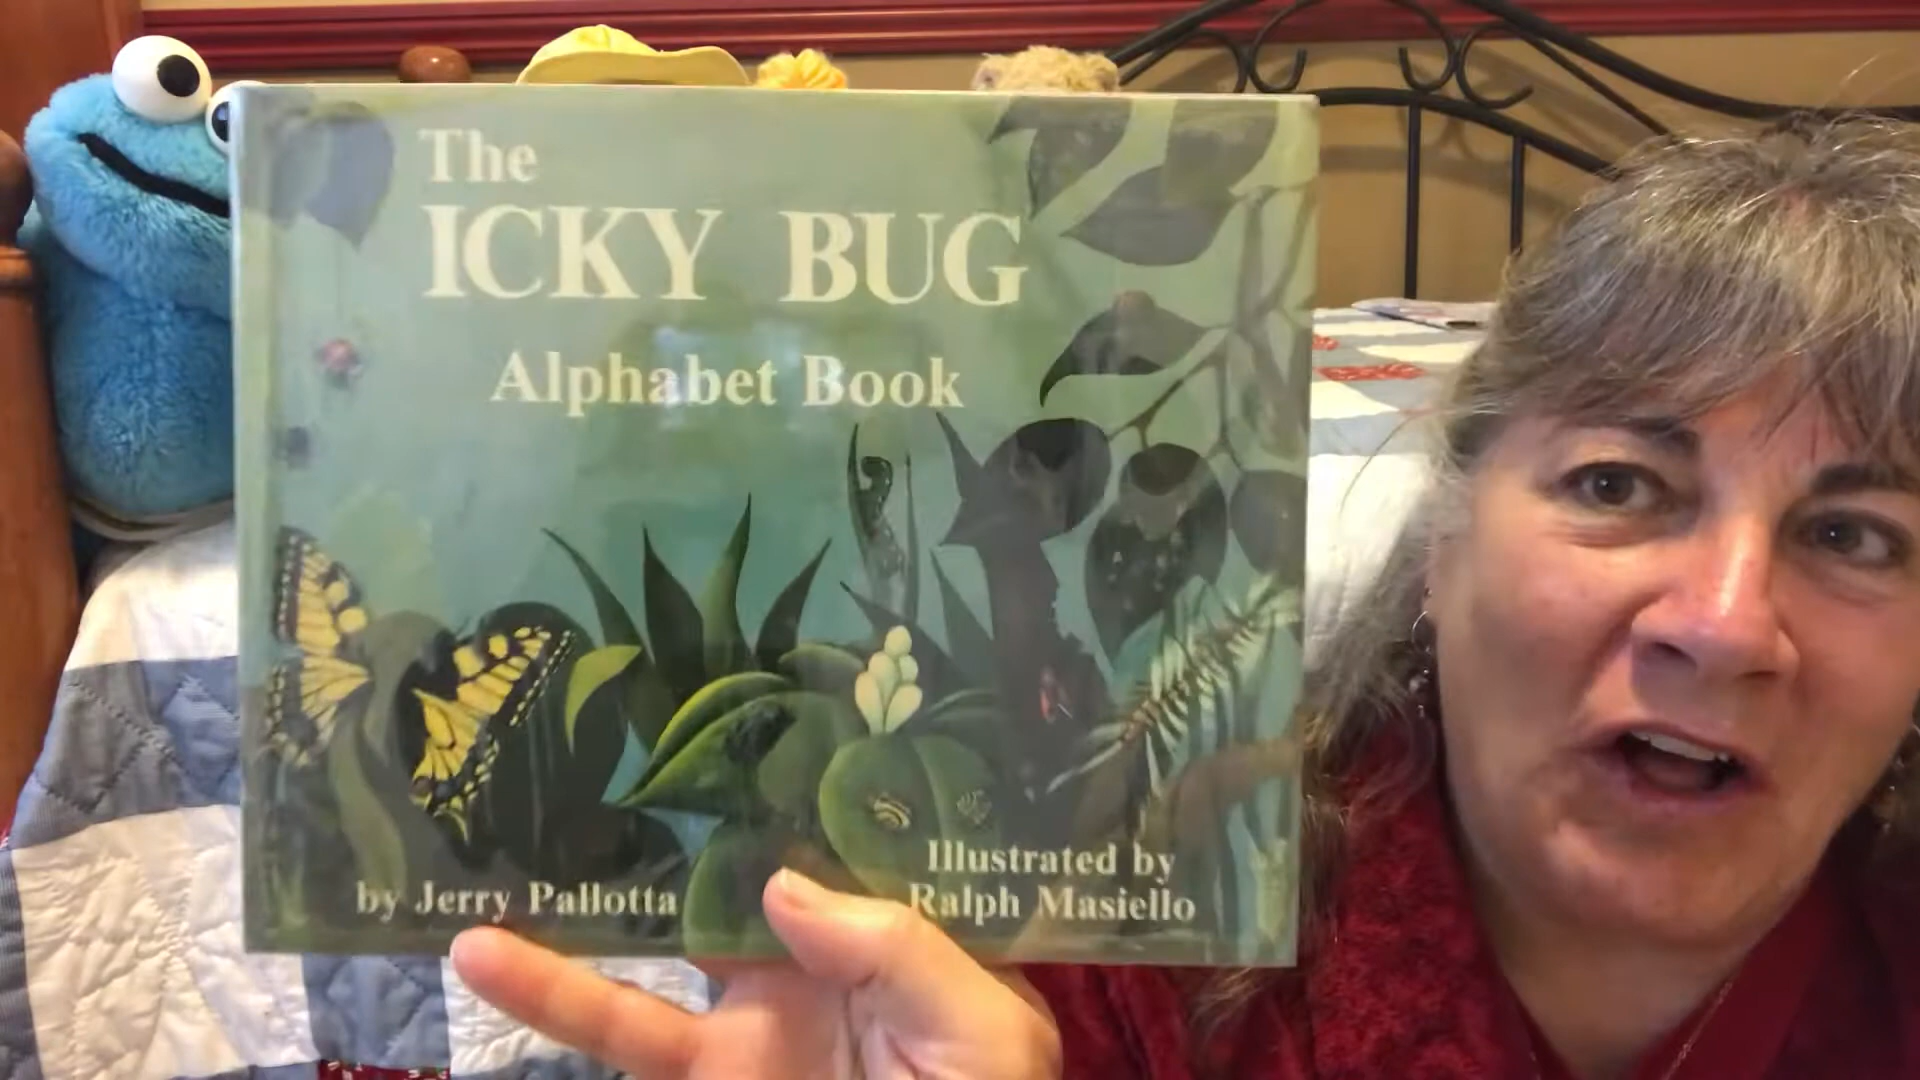 The
ICKY BUG
Alphabet Book
by Jerry Pallotta
Illustrated by
Ralph Masiello